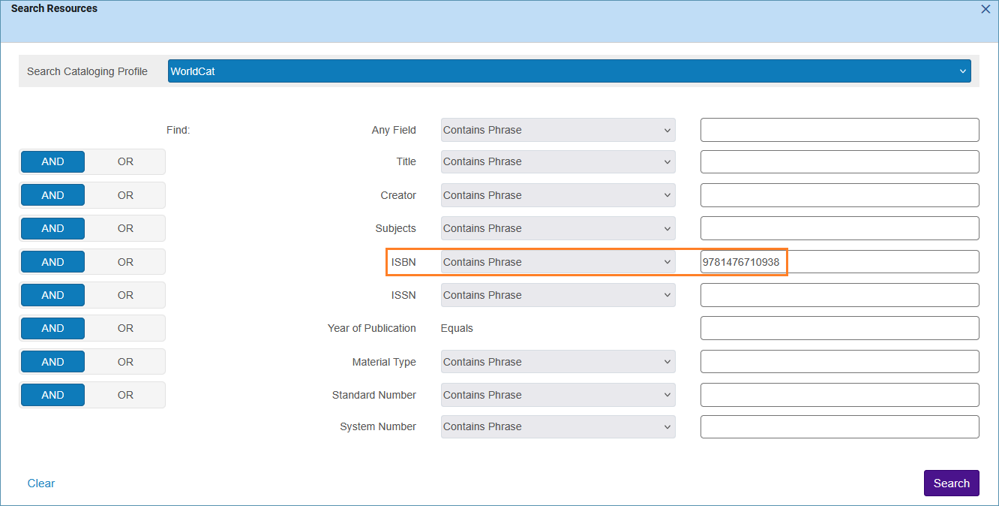 Search Resources
Search Cataloging Profile WorldCat
Find: Any Field Contains Phrase
AND OR Title Contains Phrase
AND OR Creator Contains Phrase
AND OR Subjects Contains Phrase
AND OR ISBN Contains Phrase 9781476710938
AND OR ISSN Contains Phrase
AND OR Year of Publication Equals
AND OR Material Type Contains Phrase
AND OR Standard Number Contains Phrase
System Number Contains Phrase
Clear Search